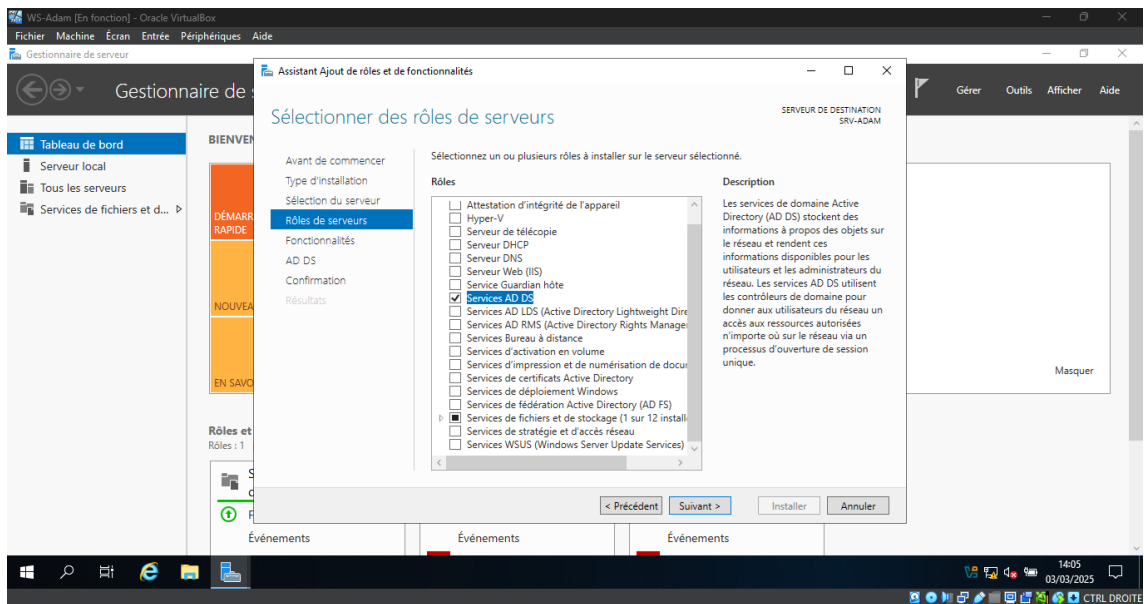 WS-Adam [En fonction] - Oracle VirtualBox
Fichier Machine Écran Entrée Périphériques Aide
Gestionnaire de serveur
Gestionnaire de
Gérer Outils Afficher Aide
Tableau de bord
Serveur local
Tous les serveurs
Services de fichiers et d...
RAPIDE
Rôles et
Rôles : 1
Événements
Événements
Événements
Masquer
Assistant Ajout de rôles et de fonctionnalités
Sélectionner des rôles de serveurs
SERVEUR DE DESTINATION
SRV-ADAM
Avant de commencer
Type d'installation
Sélection du serveur
Rôles de serveurs
Fonctionnalités
AD DS
Confirmation
Résultats
Sélectionnez un ou plusieurs rôles à installer sur le serveur sélectionné.
Rôles
Attestation d'intégrité de l'appareil
Hyper-V
Serveur de télécopie
Serveur DHCP
Serveur DNS
Serveur Web (IIS)
Service Guardian hôte
Services AD DS
Services AD LDS (Active Directory Lightweight Dire
Services AD RMS (Active Directory Rights Manage
Services Bureau à distance
Services d'activation en volume
Services d'impression et de numérisation de docu
Services de certificats Active Directory
Services de déploiement Windows
Services de fédération Active Directory (AD FS)
Services de fichiers et de stockage (1 sur 12 install
Services de stratégie et d'accès réseau
Services WSUS (Windows Server Update Services)
Description
Les services de domaine Active
Directory (AD DS) stockent des
informations à propos des objets sur
le réseau et rendent ces
informations disponibles pour les
utilisateurs et les administrateurs du
réseau. Les services AD DS utilisent
les contrôleurs de domaine pour
donner aux utilisateurs du réseau un
accès aux ressources autorisées
n'importe où sur le réseau via un
processus d'ouverture de session
unique.
< Précédent Suivant > Installer Annuler
14:05
03/03/2025
CTRL DROITE